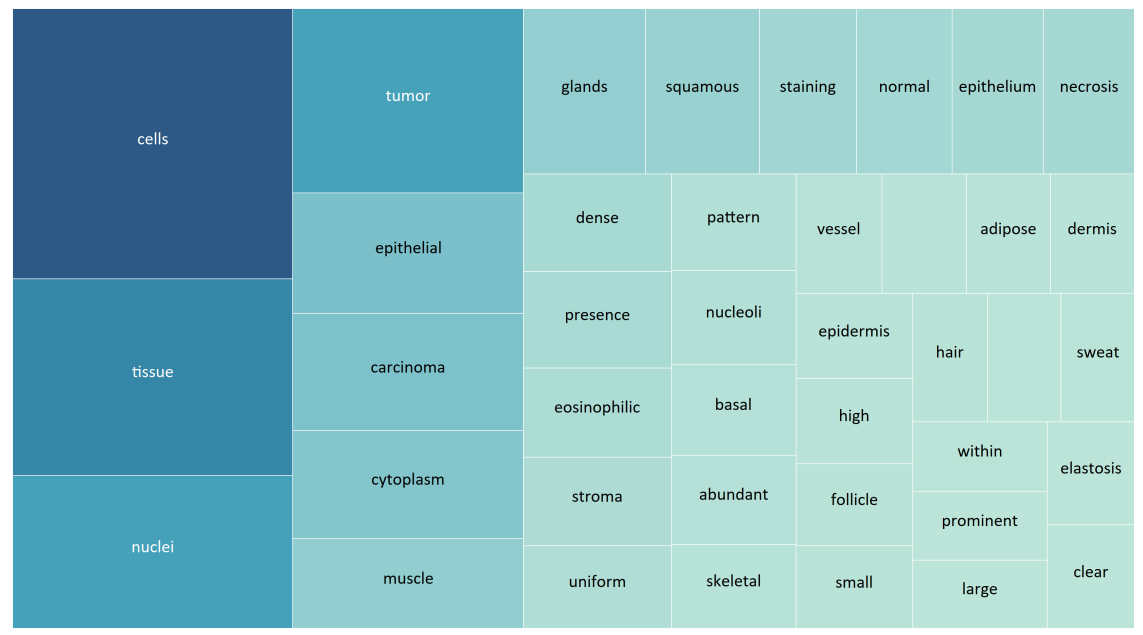 cells
tissue
nuclei
tumor
epithelial
carcinoma
cytoplasm
muscle
glands
squamous
staining
normal
epithelium
necrosis
dense
presence
eosinophilic
stroma
uniform
pattern
nucleoli
basal
abundant
skeletal
vessel
adipose
dermis
epidermis
high
follicle
small
hair
sweat
within
prominent
large
elastosis
clear